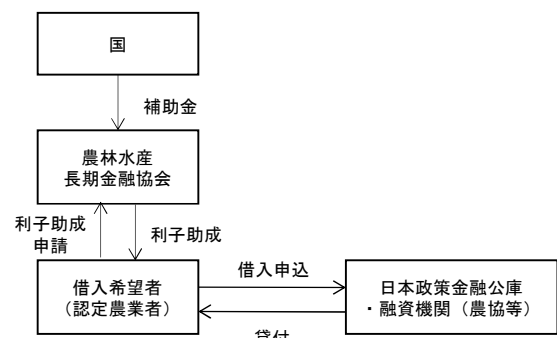 国
補助金
農林水産
長期金融協会
利子助成
申請
利子助成
借入希望者
（認定農業者）
借入申込
日本政策金融公庫
・融資機関（農協等）
貸付